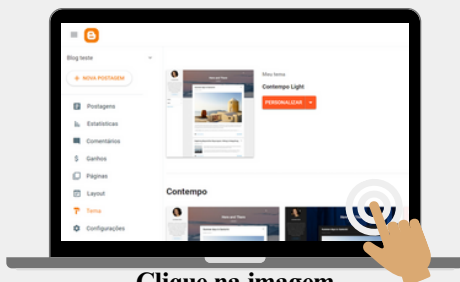 Blog teste
+ NOVA POSTAGEM
Postagens
Estatísticas
Comentários
Ganhos
Páginas
Layout
Tema
Configurações
Meu tema
Contempo Light
PERSONALIZAR
Contempo
Clique na imagem